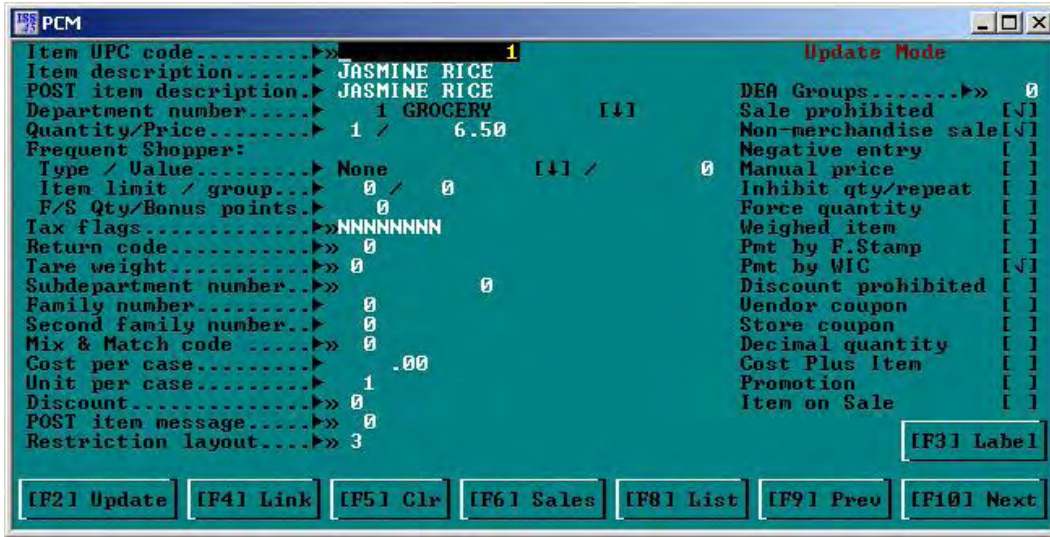 ISS 45 PCM
Item UPC code.........►» 1 Update Mode
Item description......► JASMINE RICE
POST item description.► JASMINE RICE DEA Groups.......►» 0
Department number.....► 1 GROCERY [↓] Sale prohibited [√]
Quantity/Price........► 1 / 6.50 Non-merchandise sale[√]
Frequent Shopper: Negative entry [ ]
Type / Value.........► None [↓] / 0 Manual price [ ]
Item limit / group...► 0 / 0 Inhibit qty/repeat [ ]
F/S Qty/Bonus points.► 0 Force quantity [ ]
Tax flags.............►»NNNNNNNN Weighed item [ ]
Return code...........►» 0 Pmt by F.Stamp [ ]
Tare weight...........►» 0 Pmt by WIC [√]
Subdepartment number..►» 0 Discount prohibited [ ]
Family number.........► 0 Vendor coupon [ ]
Second family number..► 0 Store coupon [ ]
Mix & Match code .....►» 0 Decimal quantity [ ]
Cost per case.........► .00 Cost Plus Item [ ]
Unit per case.........► 1 Promotion [ ]
Discount..............►» 0 Item on Sale [ ]
POST item message.....►» 0
Restriction layout....►» 3 [F3] Label
[F2] Update [F4] Link [F5] Clr [F6] Sales [F8] List [F9] Prev [F10] Next